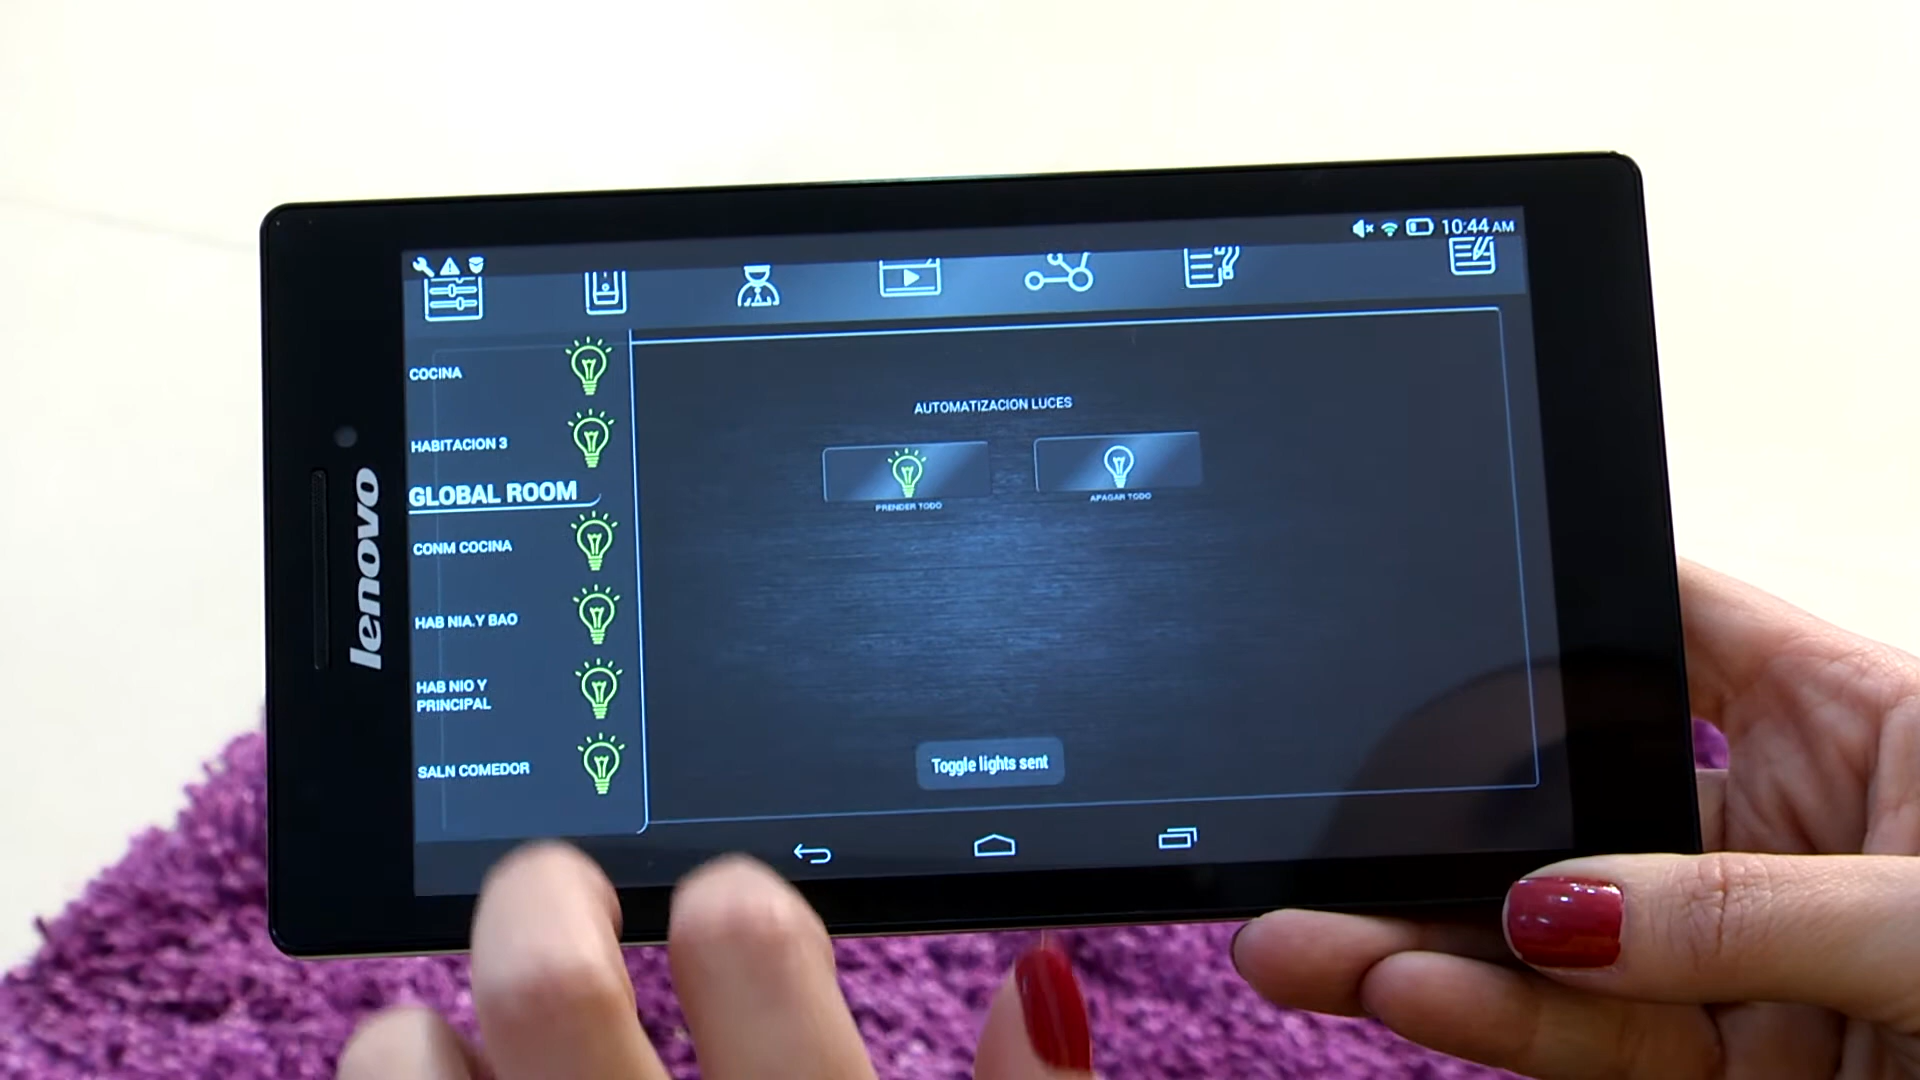 lenovo
10:44 AM
COCINA
HABITACION 3
GLOBAL ROOM
CONM COCINA
HAB NIA.Y BAO
HAB NIO Y
PRINCIPAL
SALN COMEDOR
AUTOMATIZACION LUCES
PRENDER TODO
APAGAR TODO
Toggle lights sent